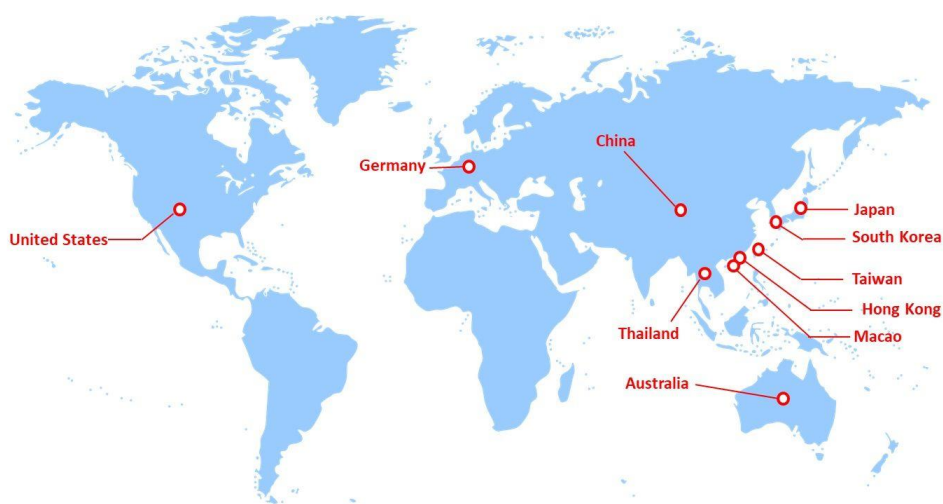 China
Germany
Japan
United States
South Korea
Taiwan
Hong Kong
Thailand
Macao
Australia